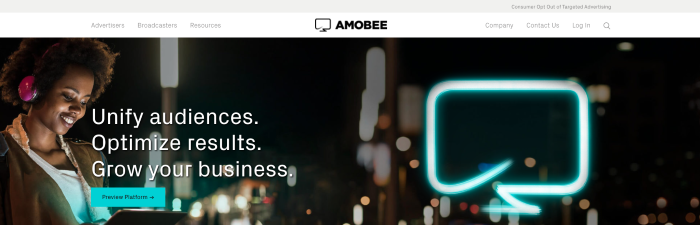 Consumer Opt Out of Targeted Advertising
Advertisers Broadcasters Resources AMOBEE Company Contact Us Log In
Unify audiences.
Optimize results.
Grow your business.
Preview Platform →